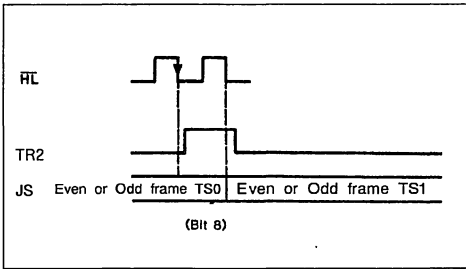 HL
TR2
JS Even or Odd frame TS0 Even or Odd frame TS1
(Bit 8)